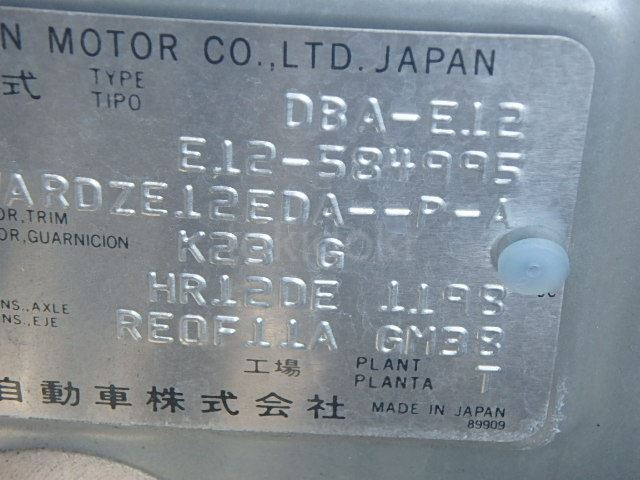 N MOTOR CO.,LTD. JAPAN
式 TYPE DBA-E12
TIPO
E12-584995
ARDZE12EDA--P-A
OR,TRIM
OR,GUARNICION K23 G
HR12DE 1198
NS.,AXLE
NS.,EJE RE0F11A GM38
工場 PLANT T
PLANTA
自動車株式会社 MADE IN JAPAN
89909